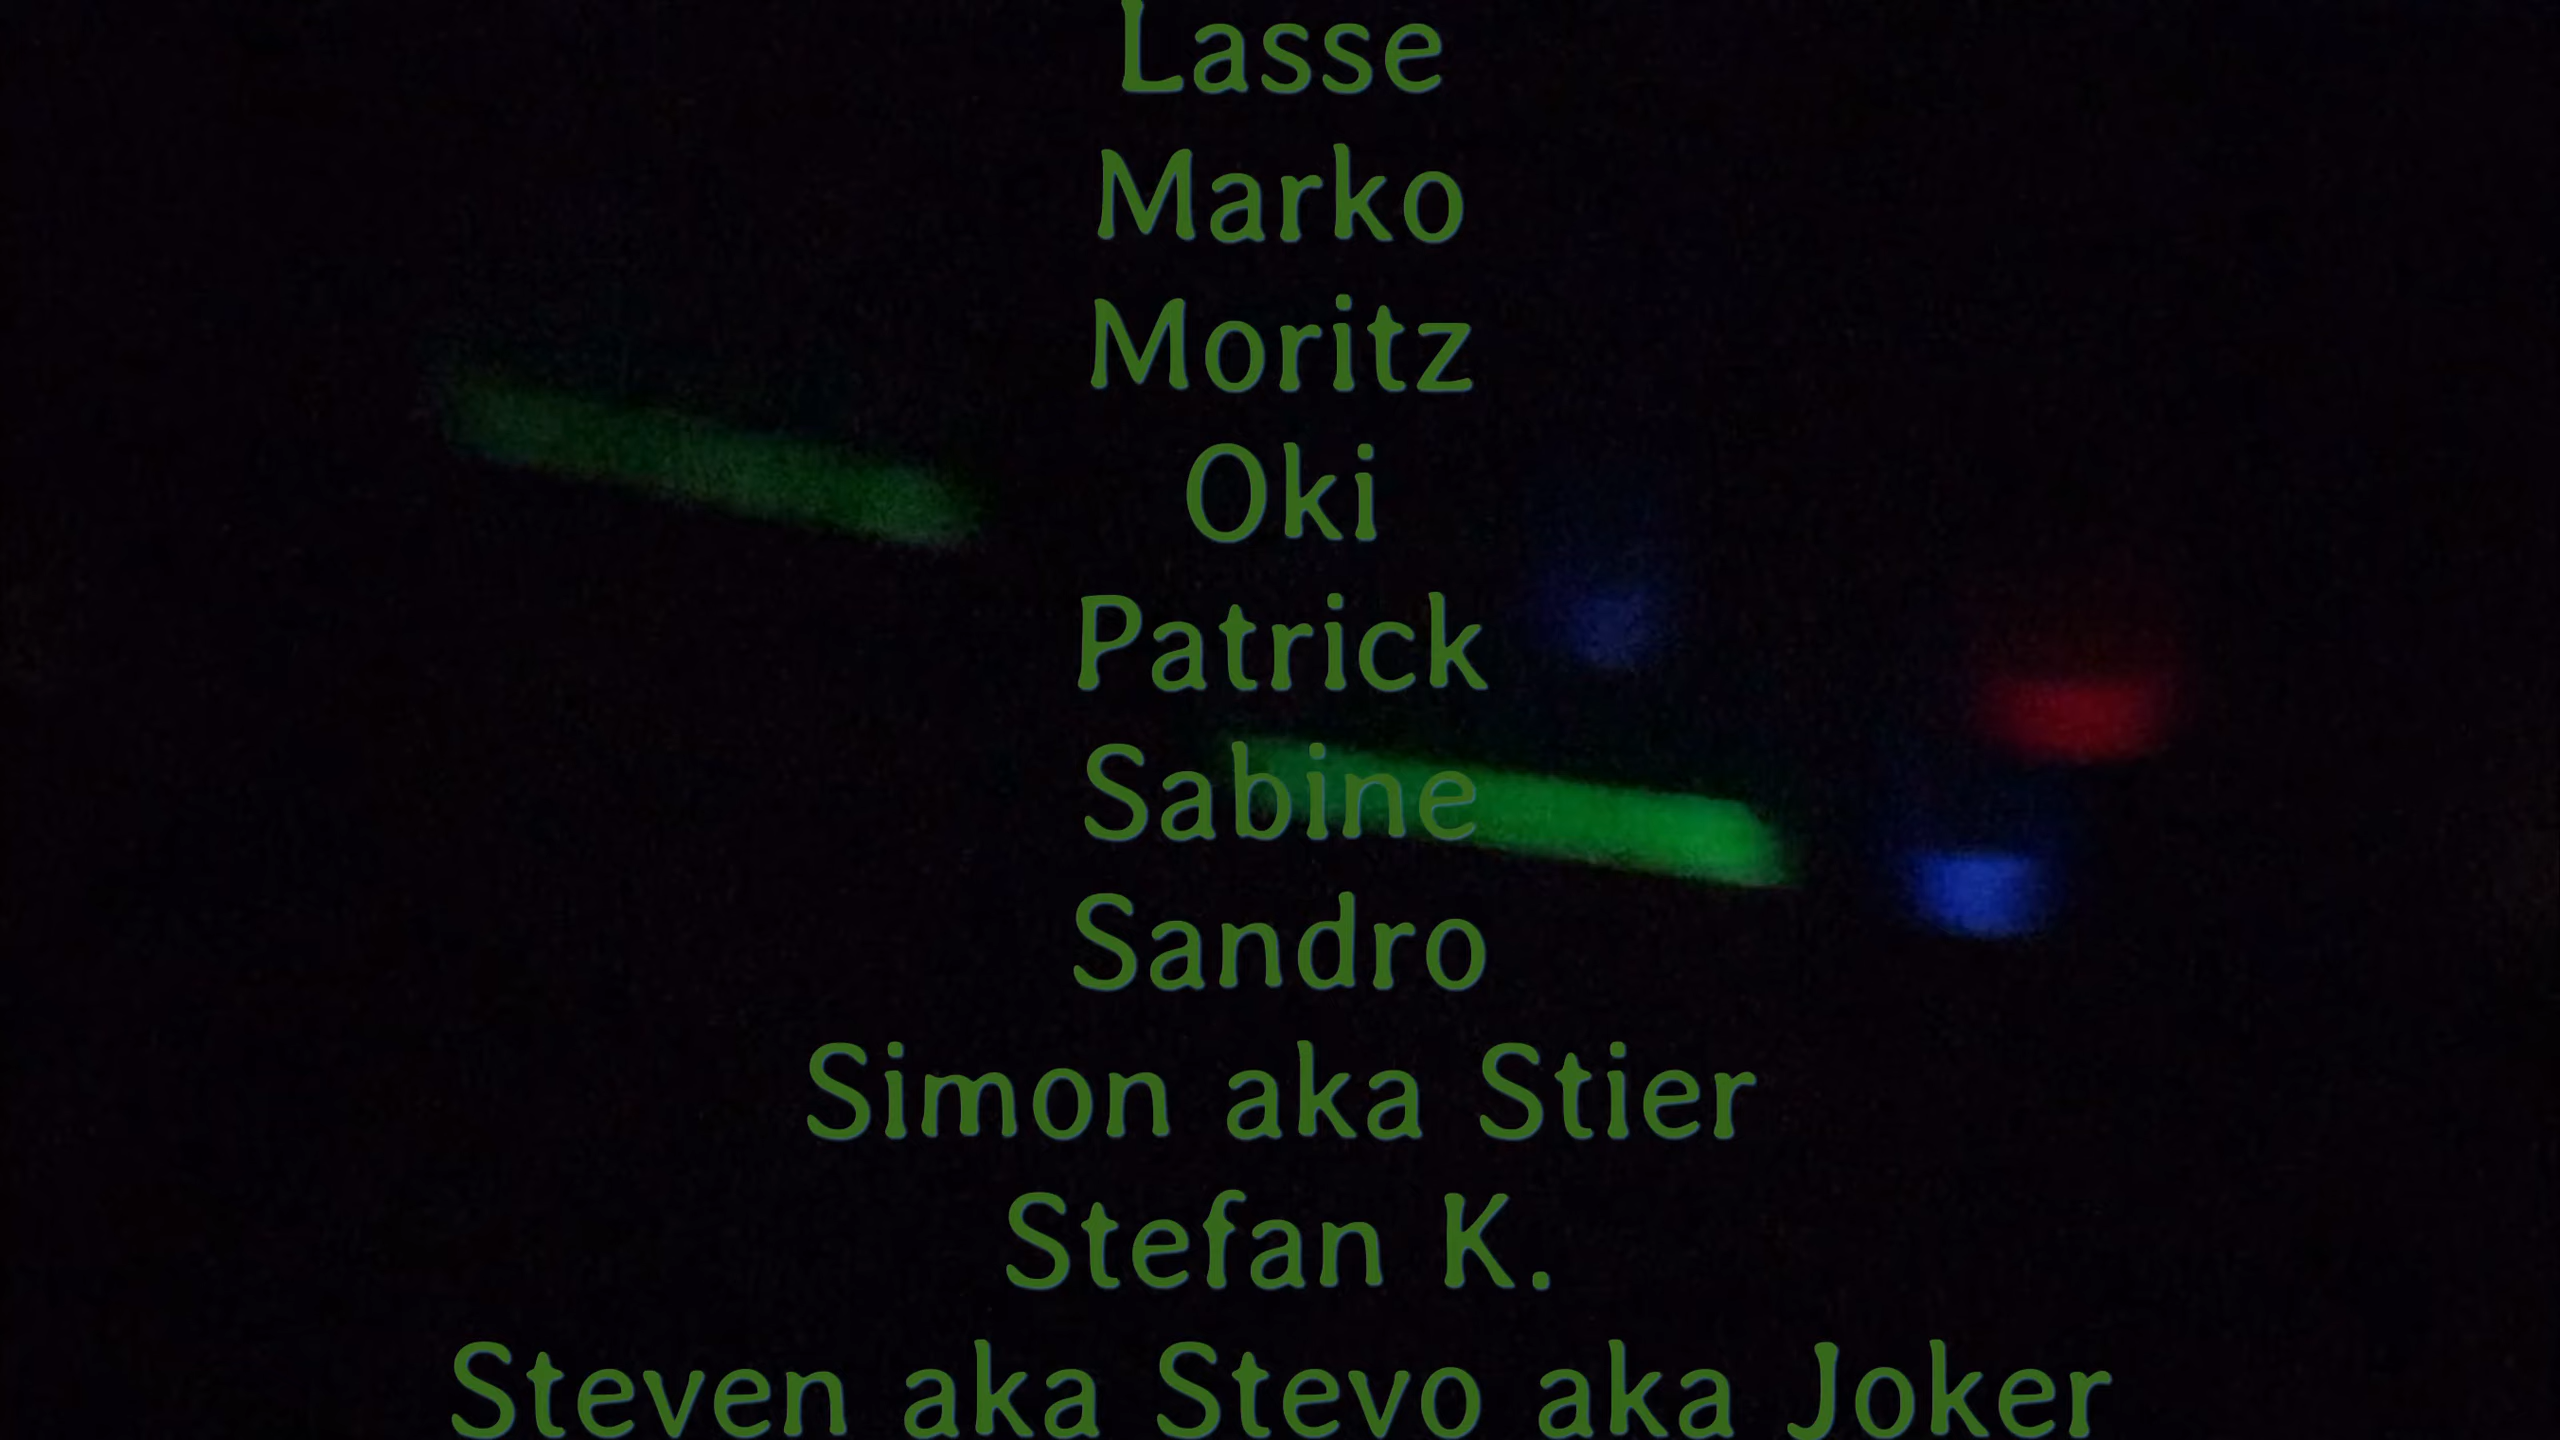 Lasse
Marko
Moritz
Oki
Patrick
Sabine
Sandro
Simon aka Stier
Stefan K.
Steven aka Stevo aka Joker